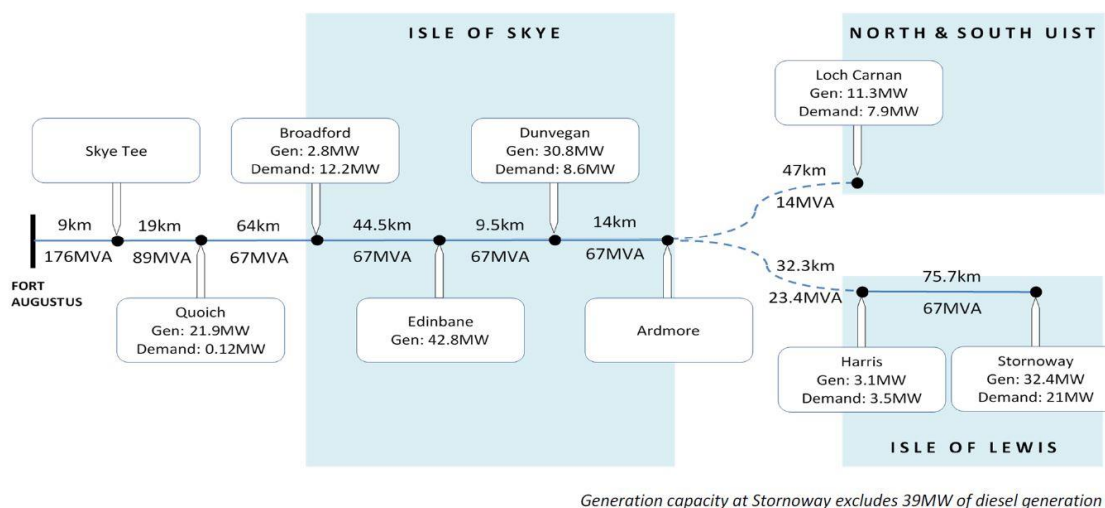 ISLE OF SKYE
NORTH & SOUTH UIST
Loch Carnan
Gen: 11.3MW
Demand: 7.9MW
Skye Tee
Broadford
Gen: 2.8MW
Demand: 12.2MW
Dunvegan
Gen: 30.8MW
Demand: 8.6MW
47km
14MVA
9km
19km
64km
44.5km
9.5km
14km
176MVA
89MVA
67MVA
67MVA
67MVA
67MVA
32.3km
23.4MVA
75.7km
67MVA
FORT
AUGUSTUS
Quoich
Gen: 21.9MW
Demand: 0.12MW
Edinbane
Gen: 42.8MW
Ardmore
Harris
Gen: 3.1MW
Demand: 3.5MW
Stornoway
Gen: 32.4MW
Demand: 21MW
ISLE OF LEWIS
Generation capacity at Stornoway excludes 39MW of diesel generation